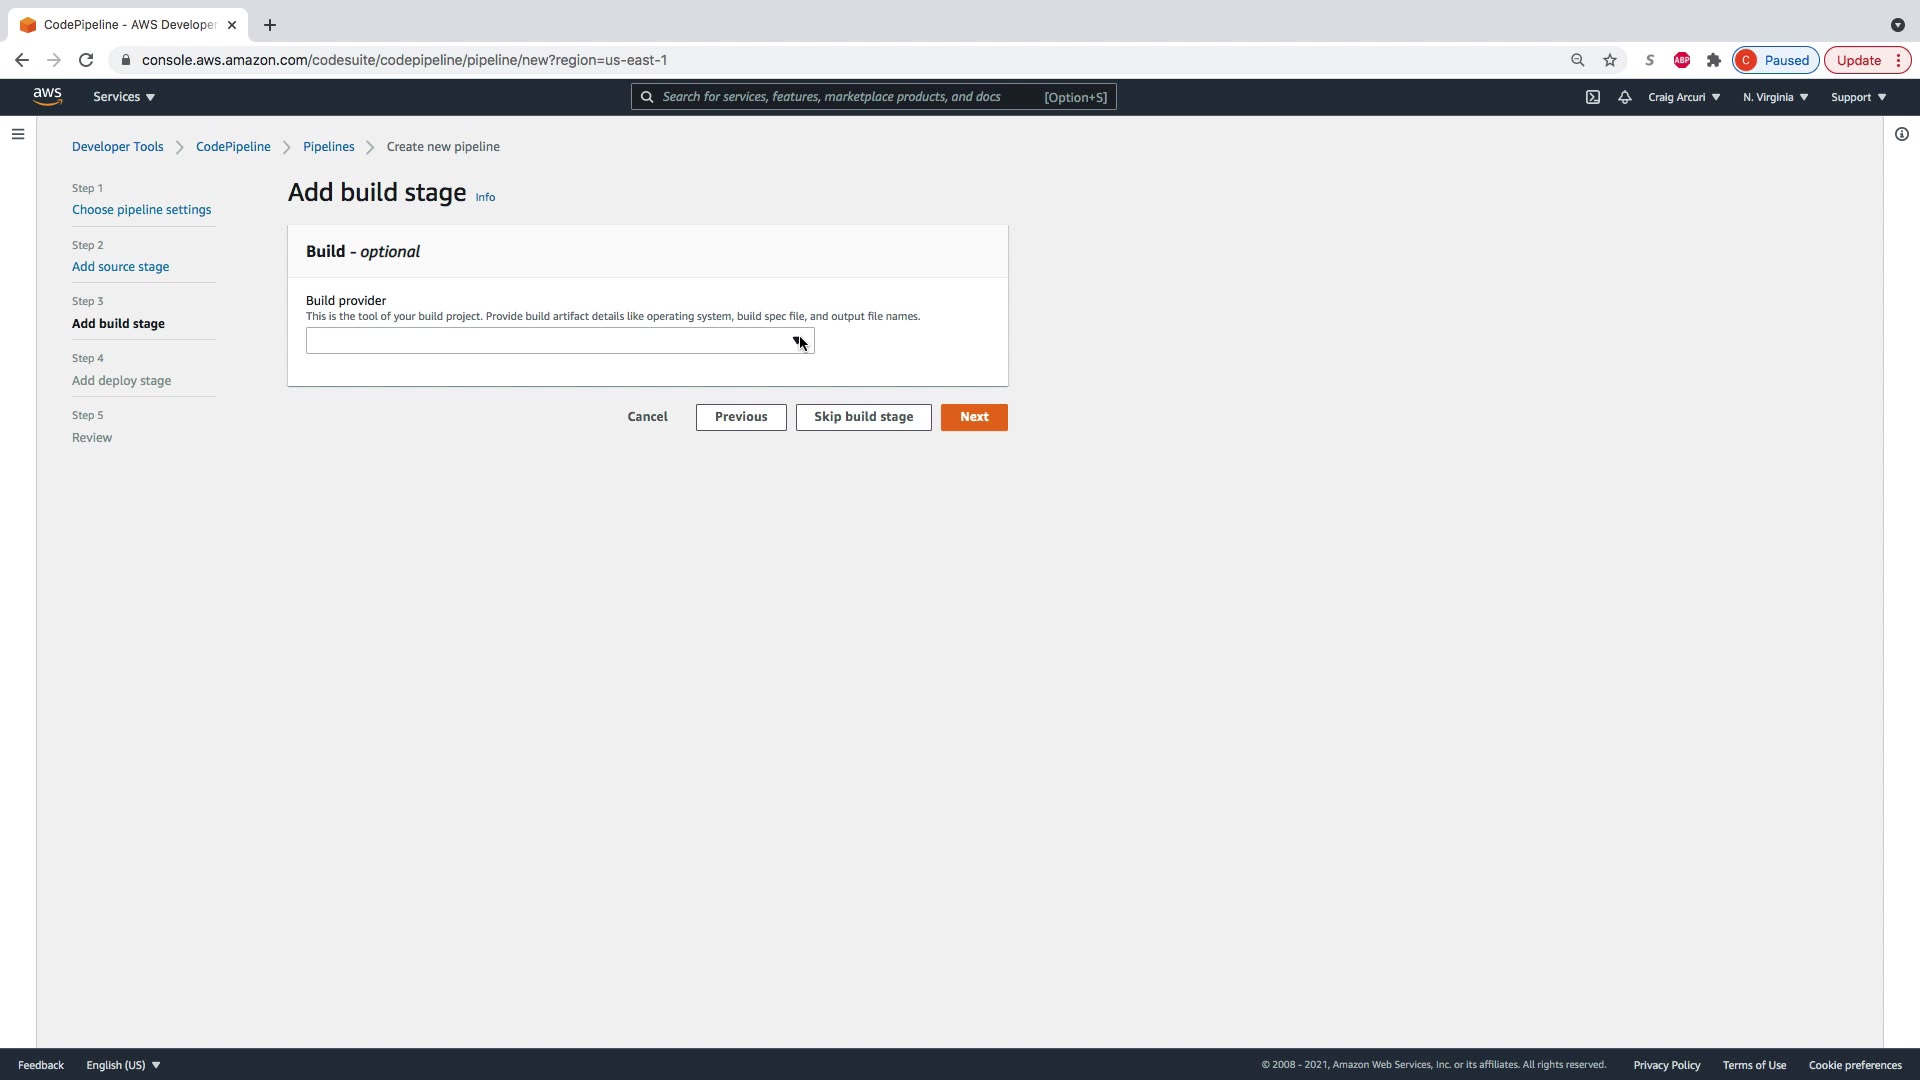 CodePipeline - AWS Developer
console.aws.amazon.com/codesuite/codepipeline/pipeline/new?region=us-east-1
S
ABP
C
Paused
Update
aws
Services
Search for services, features, marketplace products, and docs
[Option+S]
Craig Arcuri
N. Virginia
Support
Developer Tools
CodePipeline
Pipelines
Create new pipeline
Step 1
Choose pipeline settings
Step 2
Add source stage
Step 3
Add build stage
Step 4
Add deploy stage
Step 5
Review
Add build stage
Info
Build - optional
Build provider
This is the tool of your build project. Provide build artifact details like operating system, build spec file, and output file names.
Cancel
Previous
Skip build stage
Next
Feedback
English (US)
© 2008 - 2021, Amazon Web Services, Inc. or its affiliates. All rights reserved.
Privacy Policy
Terms of Use
Cookie preferences